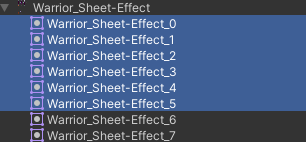 Warrior_Sheet-Effect
Warrior_Sheet-Effect_0
Warrior_Sheet-Effect_1
Warrior_Sheet-Effect_2
Warrior_Sheet-Effect_3
Warrior_Sheet-Effect_4
Warrior_Sheet-Effect_5
Warrior_Sheet-Effect_6
Warrior_Sheet-Effect_7